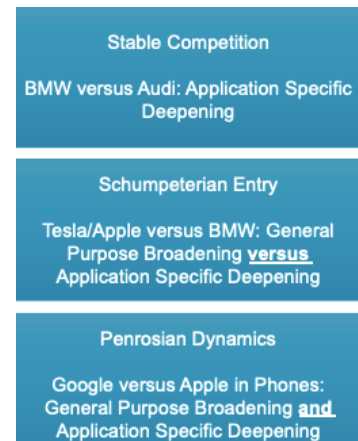 Stable Competition
BMW versus Audi: Application Specific
Deepening
Schumpeterian Entry
Tesla/Apple versus BMW: General
Purpose Broadening versus
Application Specific Deepening
Penrosian Dynamics
Google versus Apple in Phones:
General Purpose Broadening and
Application Specific Deepening